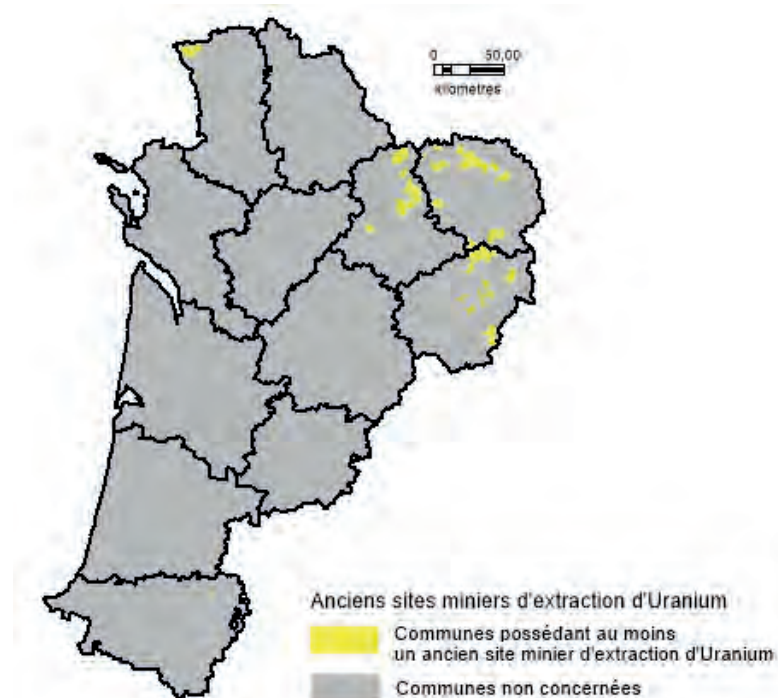 0 50,00
kilometres
Anciens sites miniers d'extraction d'Uranium
Communes possédant au moins
un ancien site minier d'extraction d'Uranium
Communes non concernées